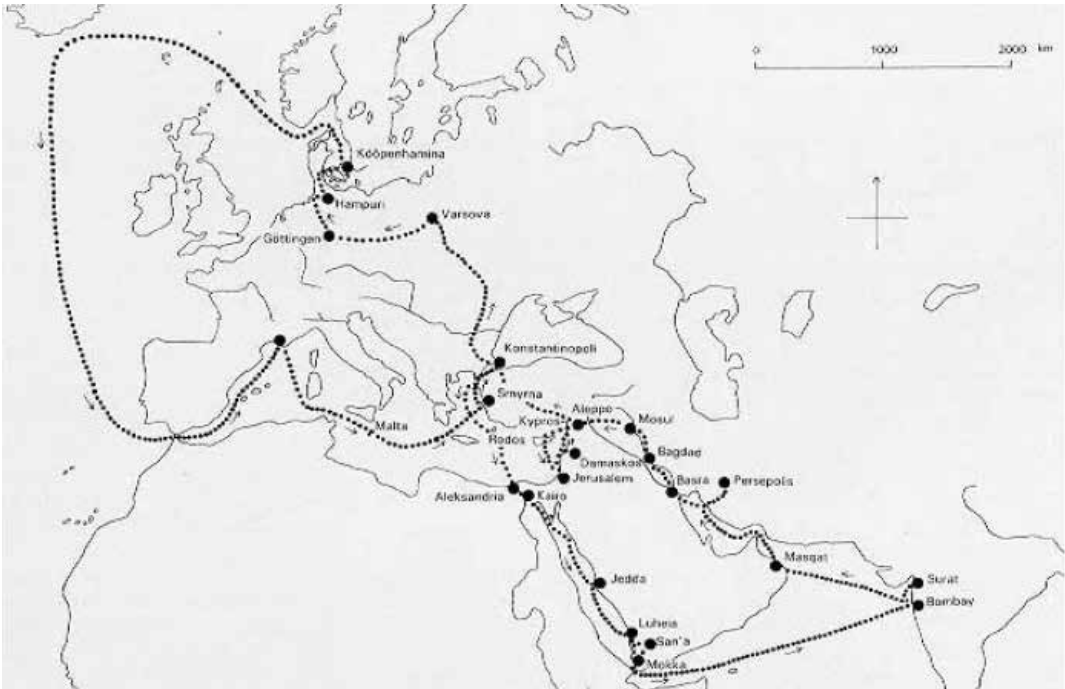 0 1000 2000 km
Kööpenhamina
Hampuri
Varsova
Göttingen
Konstantinopoli
Smyrna
Aleppo
Mosul
Kypros
Malta
Rodos
Bagdad
Damaskos
Jerusalem
Basra
Persepolis
Aleksandria
Kairo
Masqat
Jedda
Surat
Bombay
Luheia
San'a
Mokka